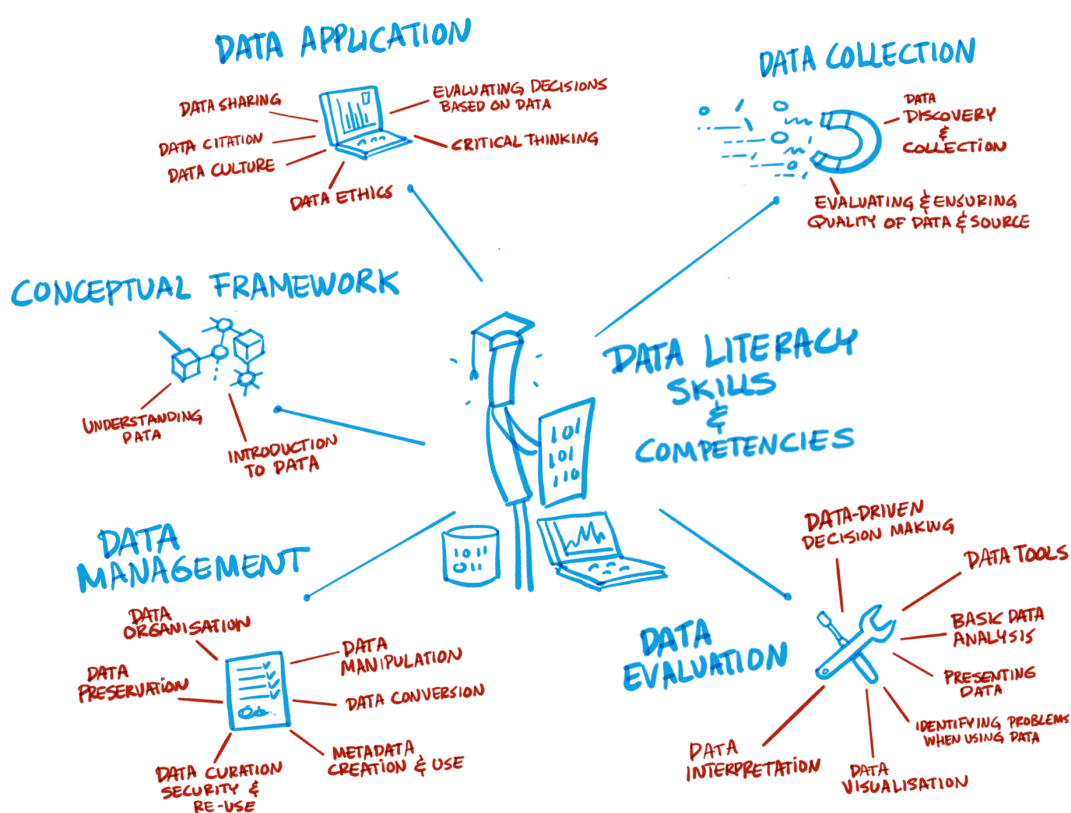 DATA APPLICATION
DATA SHARING
DATA CITATION
DATA CULTURE
DATA ETHICS
EVALUATING DECISIONS
BASED ON DATA
CRITICAL THINKING
DATA COLLECTION
DATA
DISCOVERY
&
COLLECTION
EVALUATING & ENSURING
QUALITY OF DATA & SOURCE
CONCEPTUAL FRAMEWORK
UNDERSTANDING
DATA
INTRODUCTION
TO DATA
DATA LITERACY
SKILLS
&
COMPETENCIES
101
101
110
1011
011
DATA
MANAGEMENT
DATA
ORGANISATION
DATA
PRESERVATION
DATA CURATION
SECURITY &
RE-USE
DATA
MANIPULATION
DATA CONVERSION
METADATA
CREATION & USE
DATA
EVALUATION
DATA-DRIVEN
DECISION MAKING
DATA TOOLS
BASIC DATA
ANALYSIS
PRESENTING
DATA
IDENTIFYING PROBLEMS
WHEN USING DATA
DATA
VISUALISATION
DATA
INTERPRETATION